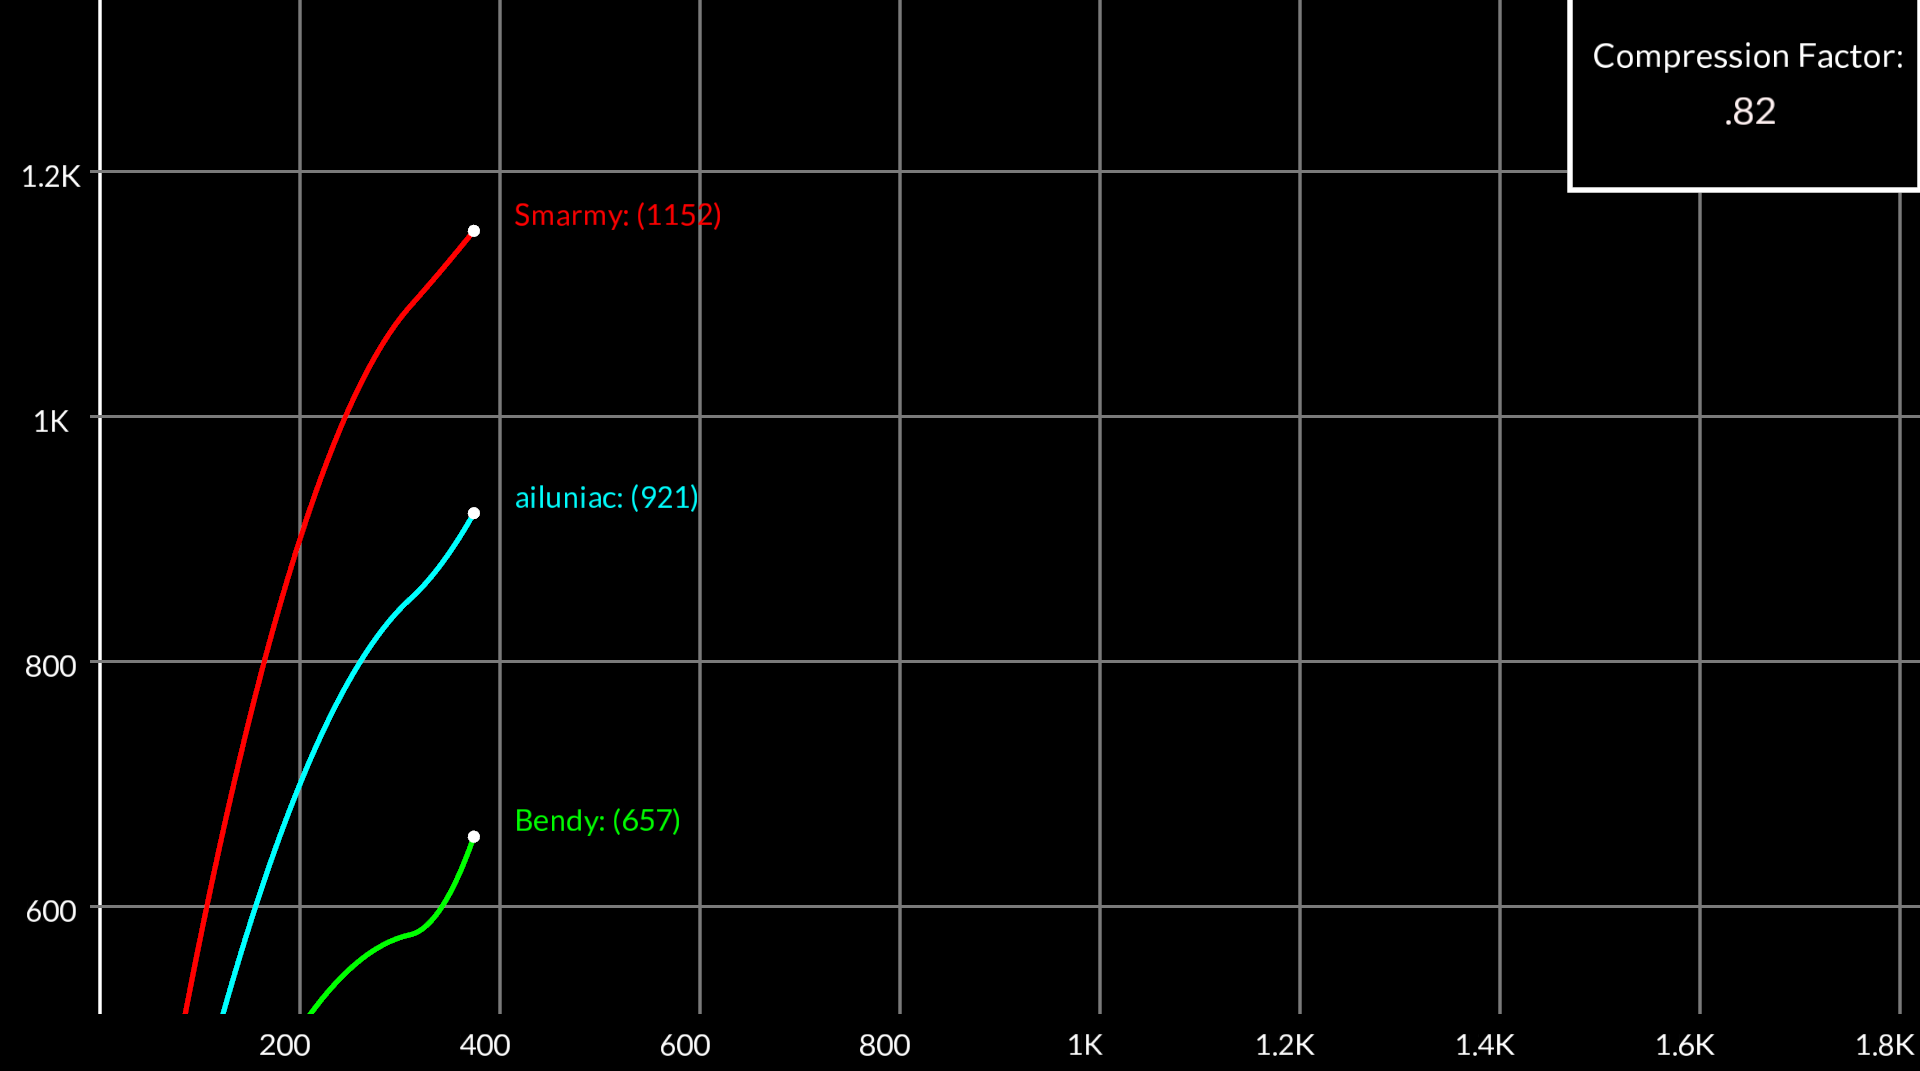 Compression Factor:
.82
1.2K
Smarmy: (1152)
1K
ailuniac: (921)
800
Bendy: (657)
600
200 400 600 800 1K 1.2K 1.4K 1.6K 1.8K